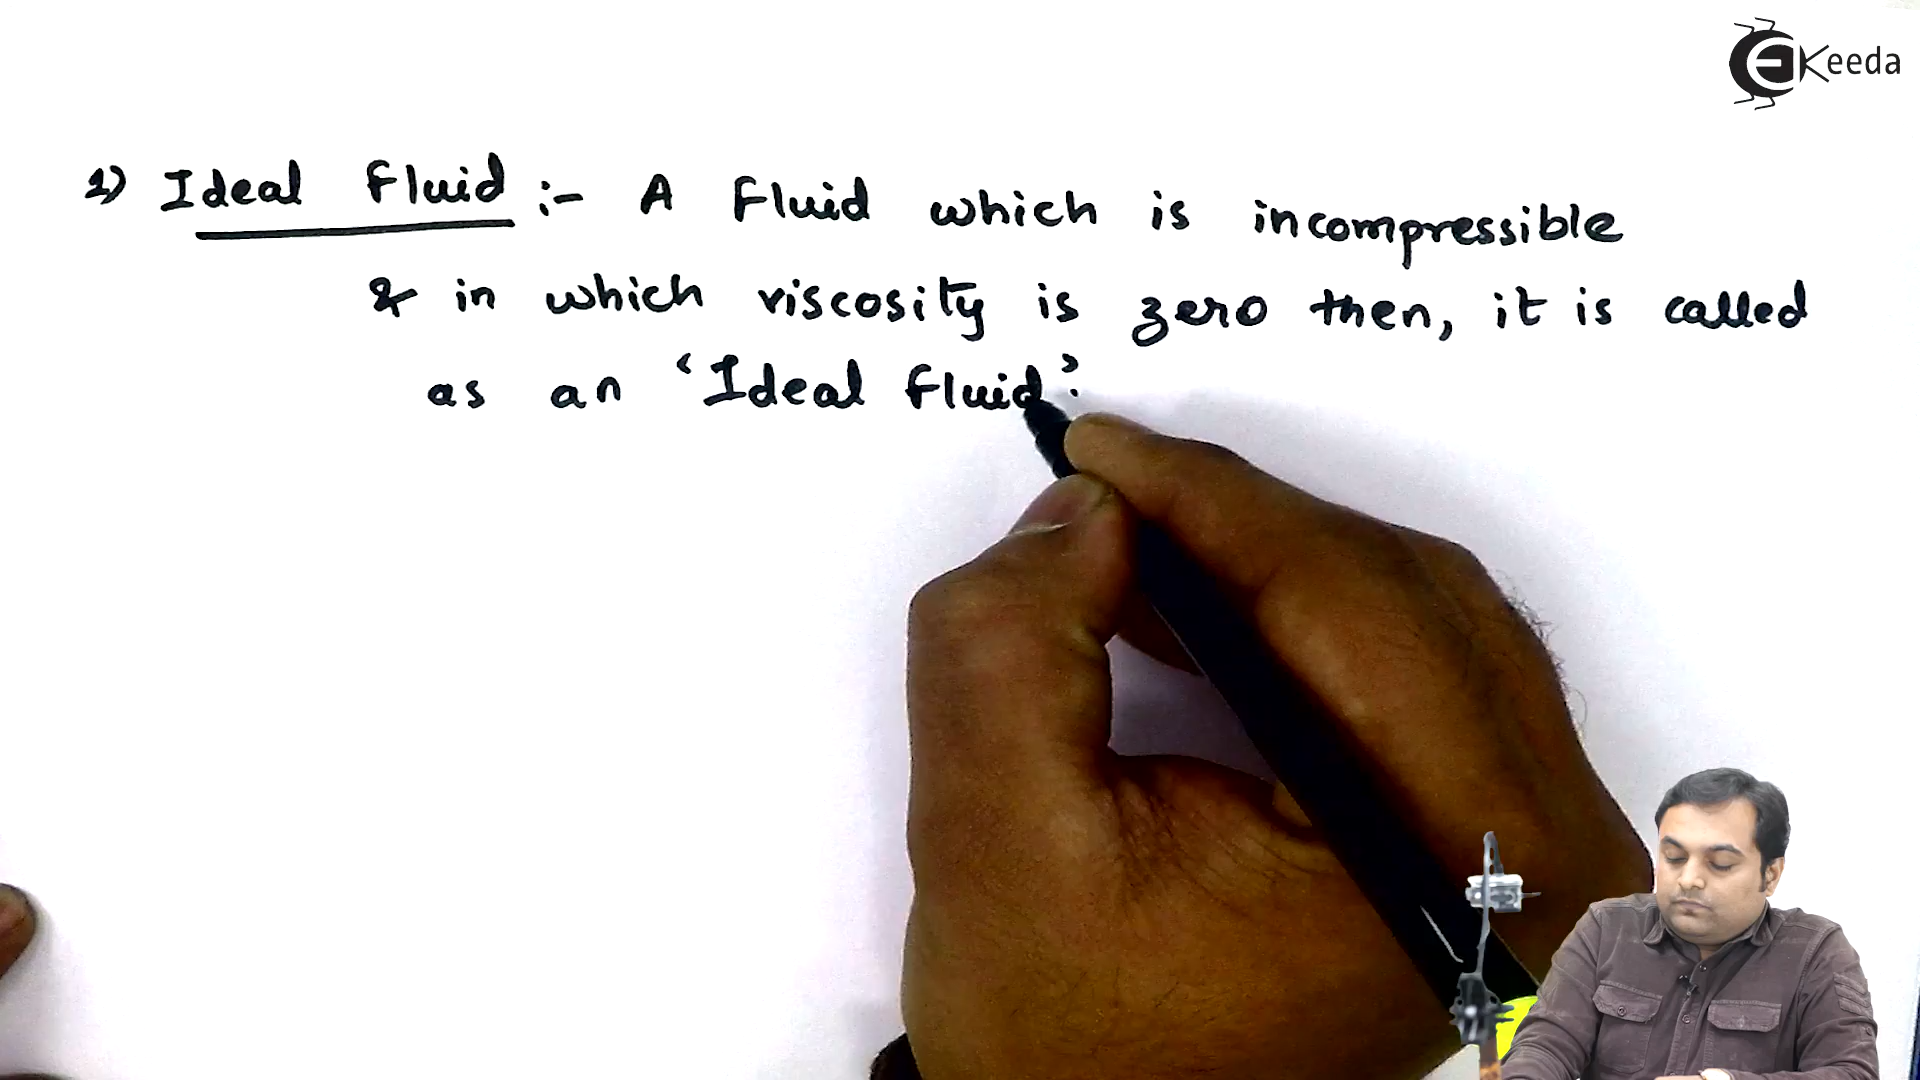 Keeda
1) Ideal Fluid :- A Fluid which is incompressible
& in which viscosity is zero then, it is called
as an 'Ideal Fluid'.